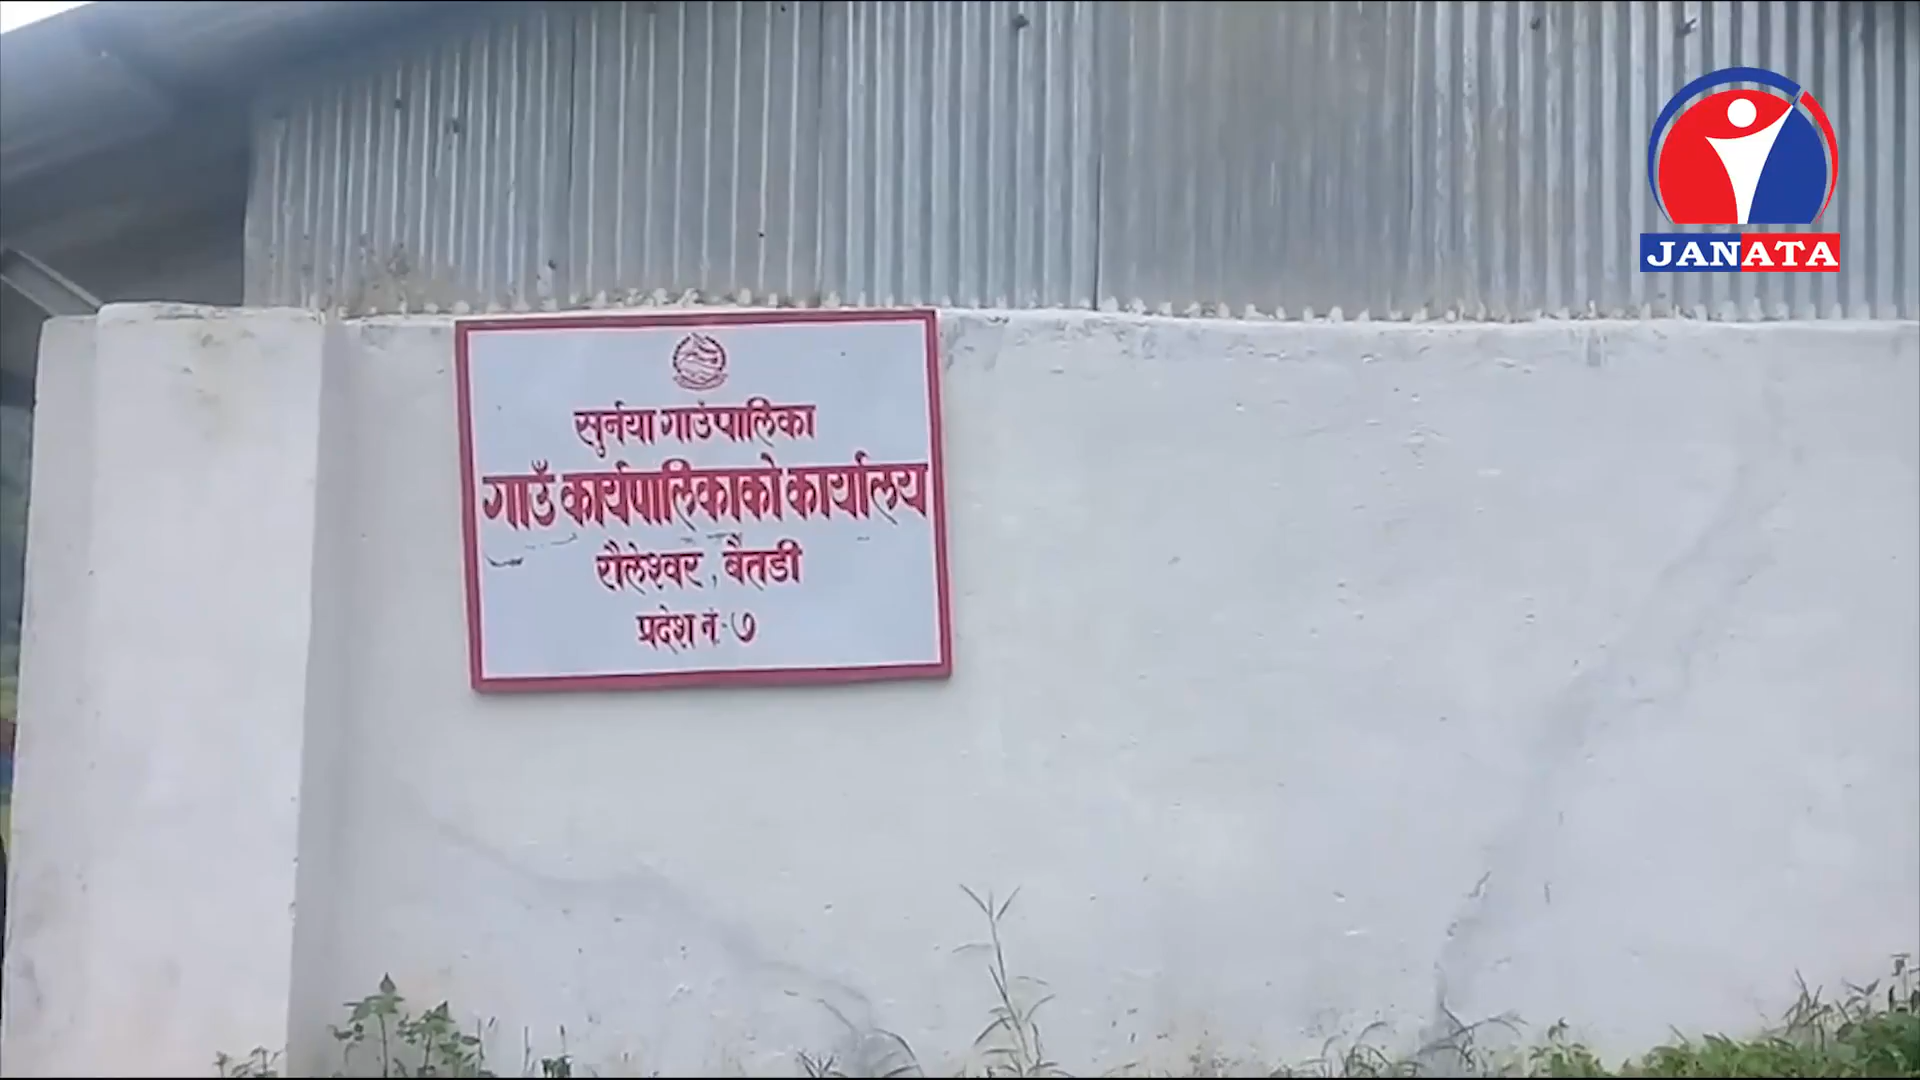 JANATA
सुर्नया गाउँपालिका
गाउँ कार्यपालिकाको कार्यालय
रौलेश्वर, बैतडी
प्रदेश नं. ७